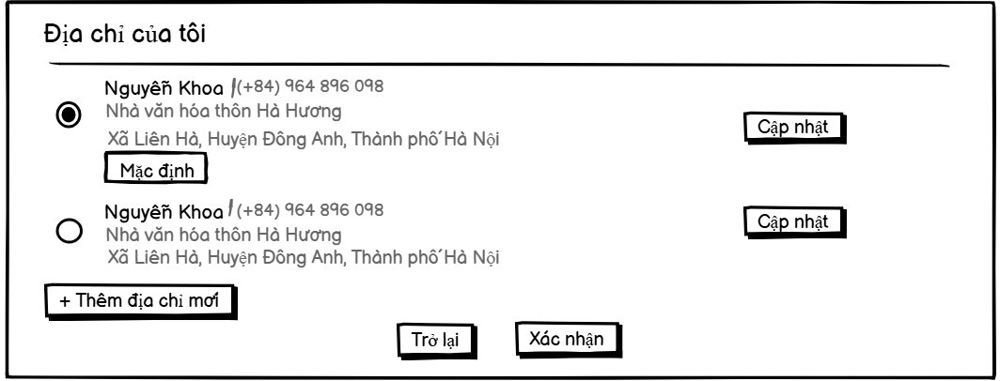 Địa chỉ của tôi
Nguyễn Khoa | (+84) 964 896 098
Nhà văn hóa thôn Hà Hương
Xã Liên Hà, Huyện Đông Anh, Thành phố Hà Nội
Cập nhật
Mặc định
Nguyễn Khoa | (+84) 964 896 098
Nhà văn hóa thôn Hà Hương
Xã Liên Hà, Huyện Đông Anh, Thành phố Hà Nội
Cập nhật
+ Thêm địa chỉ mới
Trở lại
Xác nhận